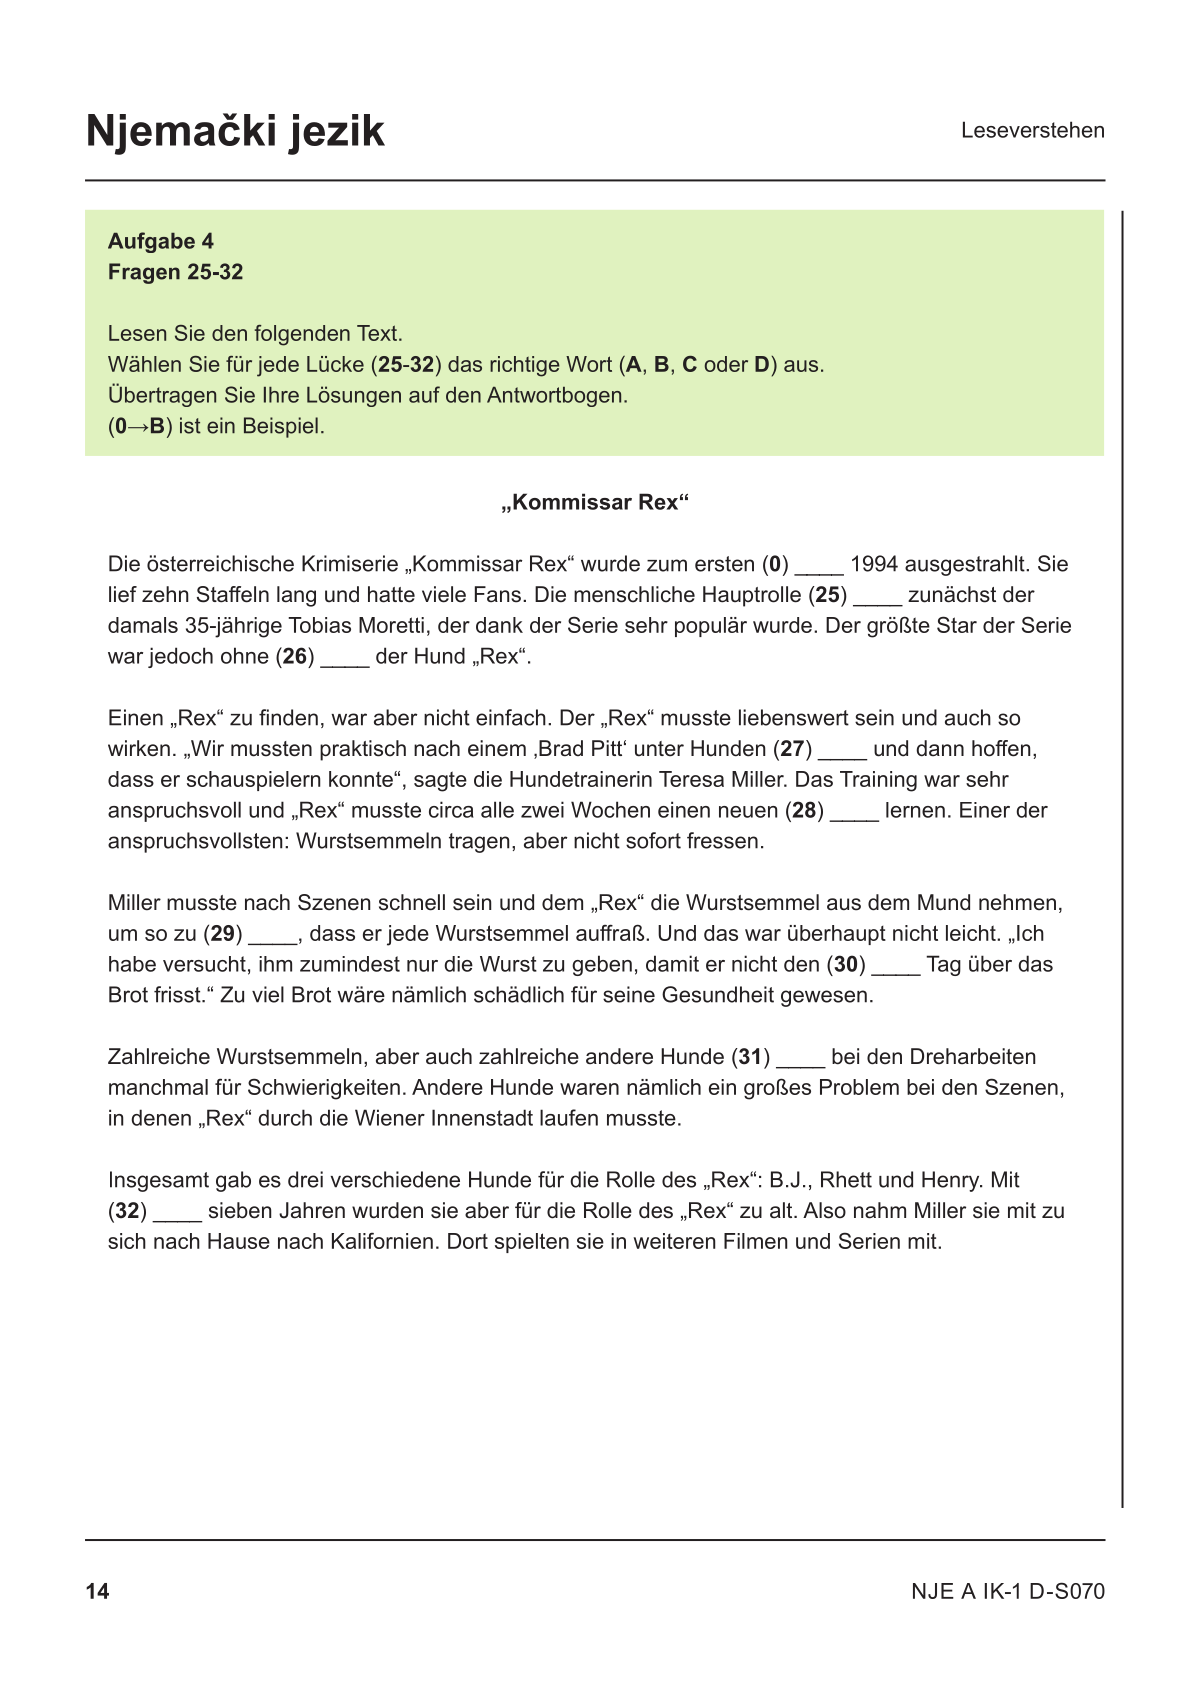 Njemački jezik
Leseverstehen
Aufgabe 4
Fragen 25-32
Lesen Sie den folgenden Text.
Wählen Sie für jede Lücke (25-32) das richtige Wort (A, B, C oder D) aus.
Übertragen Sie Ihre Lösungen auf den Antwortbogen.
(0→B) ist ein Beispiel.
„Kommissar Rex“
Die österreichische Krimiserie „Kommissar Rex“ wurde zum ersten (0) ____ 1994 ausgestrahlt. Sie
lief zehn Staffeln lang und hatte viele Fans. Die menschliche Hauptrolle (25) ____ zunächst der
damals 35-jährige Tobias Moretti, der dank der Serie sehr populär wurde. Der größte Star der Serie
war jedoch ohne (26) ____ der Hund „Rex“.
Einen „Rex“ zu finden, war aber nicht einfach. Der „Rex“ musste liebenswert sein und auch so
wirken. „Wir mussten praktisch nach einem ‚Brad Pitt‘ unter Hunden (27) ____ und dann hoffen,
dass er schauspielern konnte“, sagte die Hundetrainerin Teresa Miller. Das Training war sehr
anspruchsvoll und „Rex“ musste circa alle zwei Wochen einen neuen (28) ____ lernen. Einer der
anspruchsvollsten: Wurstsemmeln tragen, aber nicht sofort fressen.
Miller musste nach Szenen schnell sein und dem „Rex“ die Wurstsemmel aus dem Mund nehmen,
um so zu (29) ____, dass er jede Wurstsemmel auffraß. Und das war überhaupt nicht leicht. „Ich
habe versucht, ihm zumindest nur die Wurst zu geben, damit er nicht den (30) ____ Tag über das
Brot frisst.“ Zu viel Brot wäre nämlich schädlich für seine Gesundheit gewesen.
Zahlreiche Wurstsemmeln, aber auch zahlreiche andere Hunde (31) ____ bei den Dreharbeiten
manchmal für Schwierigkeiten. Andere Hunde waren nämlich ein großes Problem bei den Szenen,
in denen „Rex“ durch die Wiener Innenstadt laufen musste.
Insgesamt gab es drei verschiedene Hunde für die Rolle des „Rex“: B.J., Rhett und Henry. Mit
(32) ____ sieben Jahren wurden sie aber für die Rolle des „Rex“ zu alt. Also nahm Miller sie mit zu
sich nach Hause nach Kalifornien. Dort spielten sie in weiteren Filmen und Serien mit.
14
NJE A IK-1 D-S070